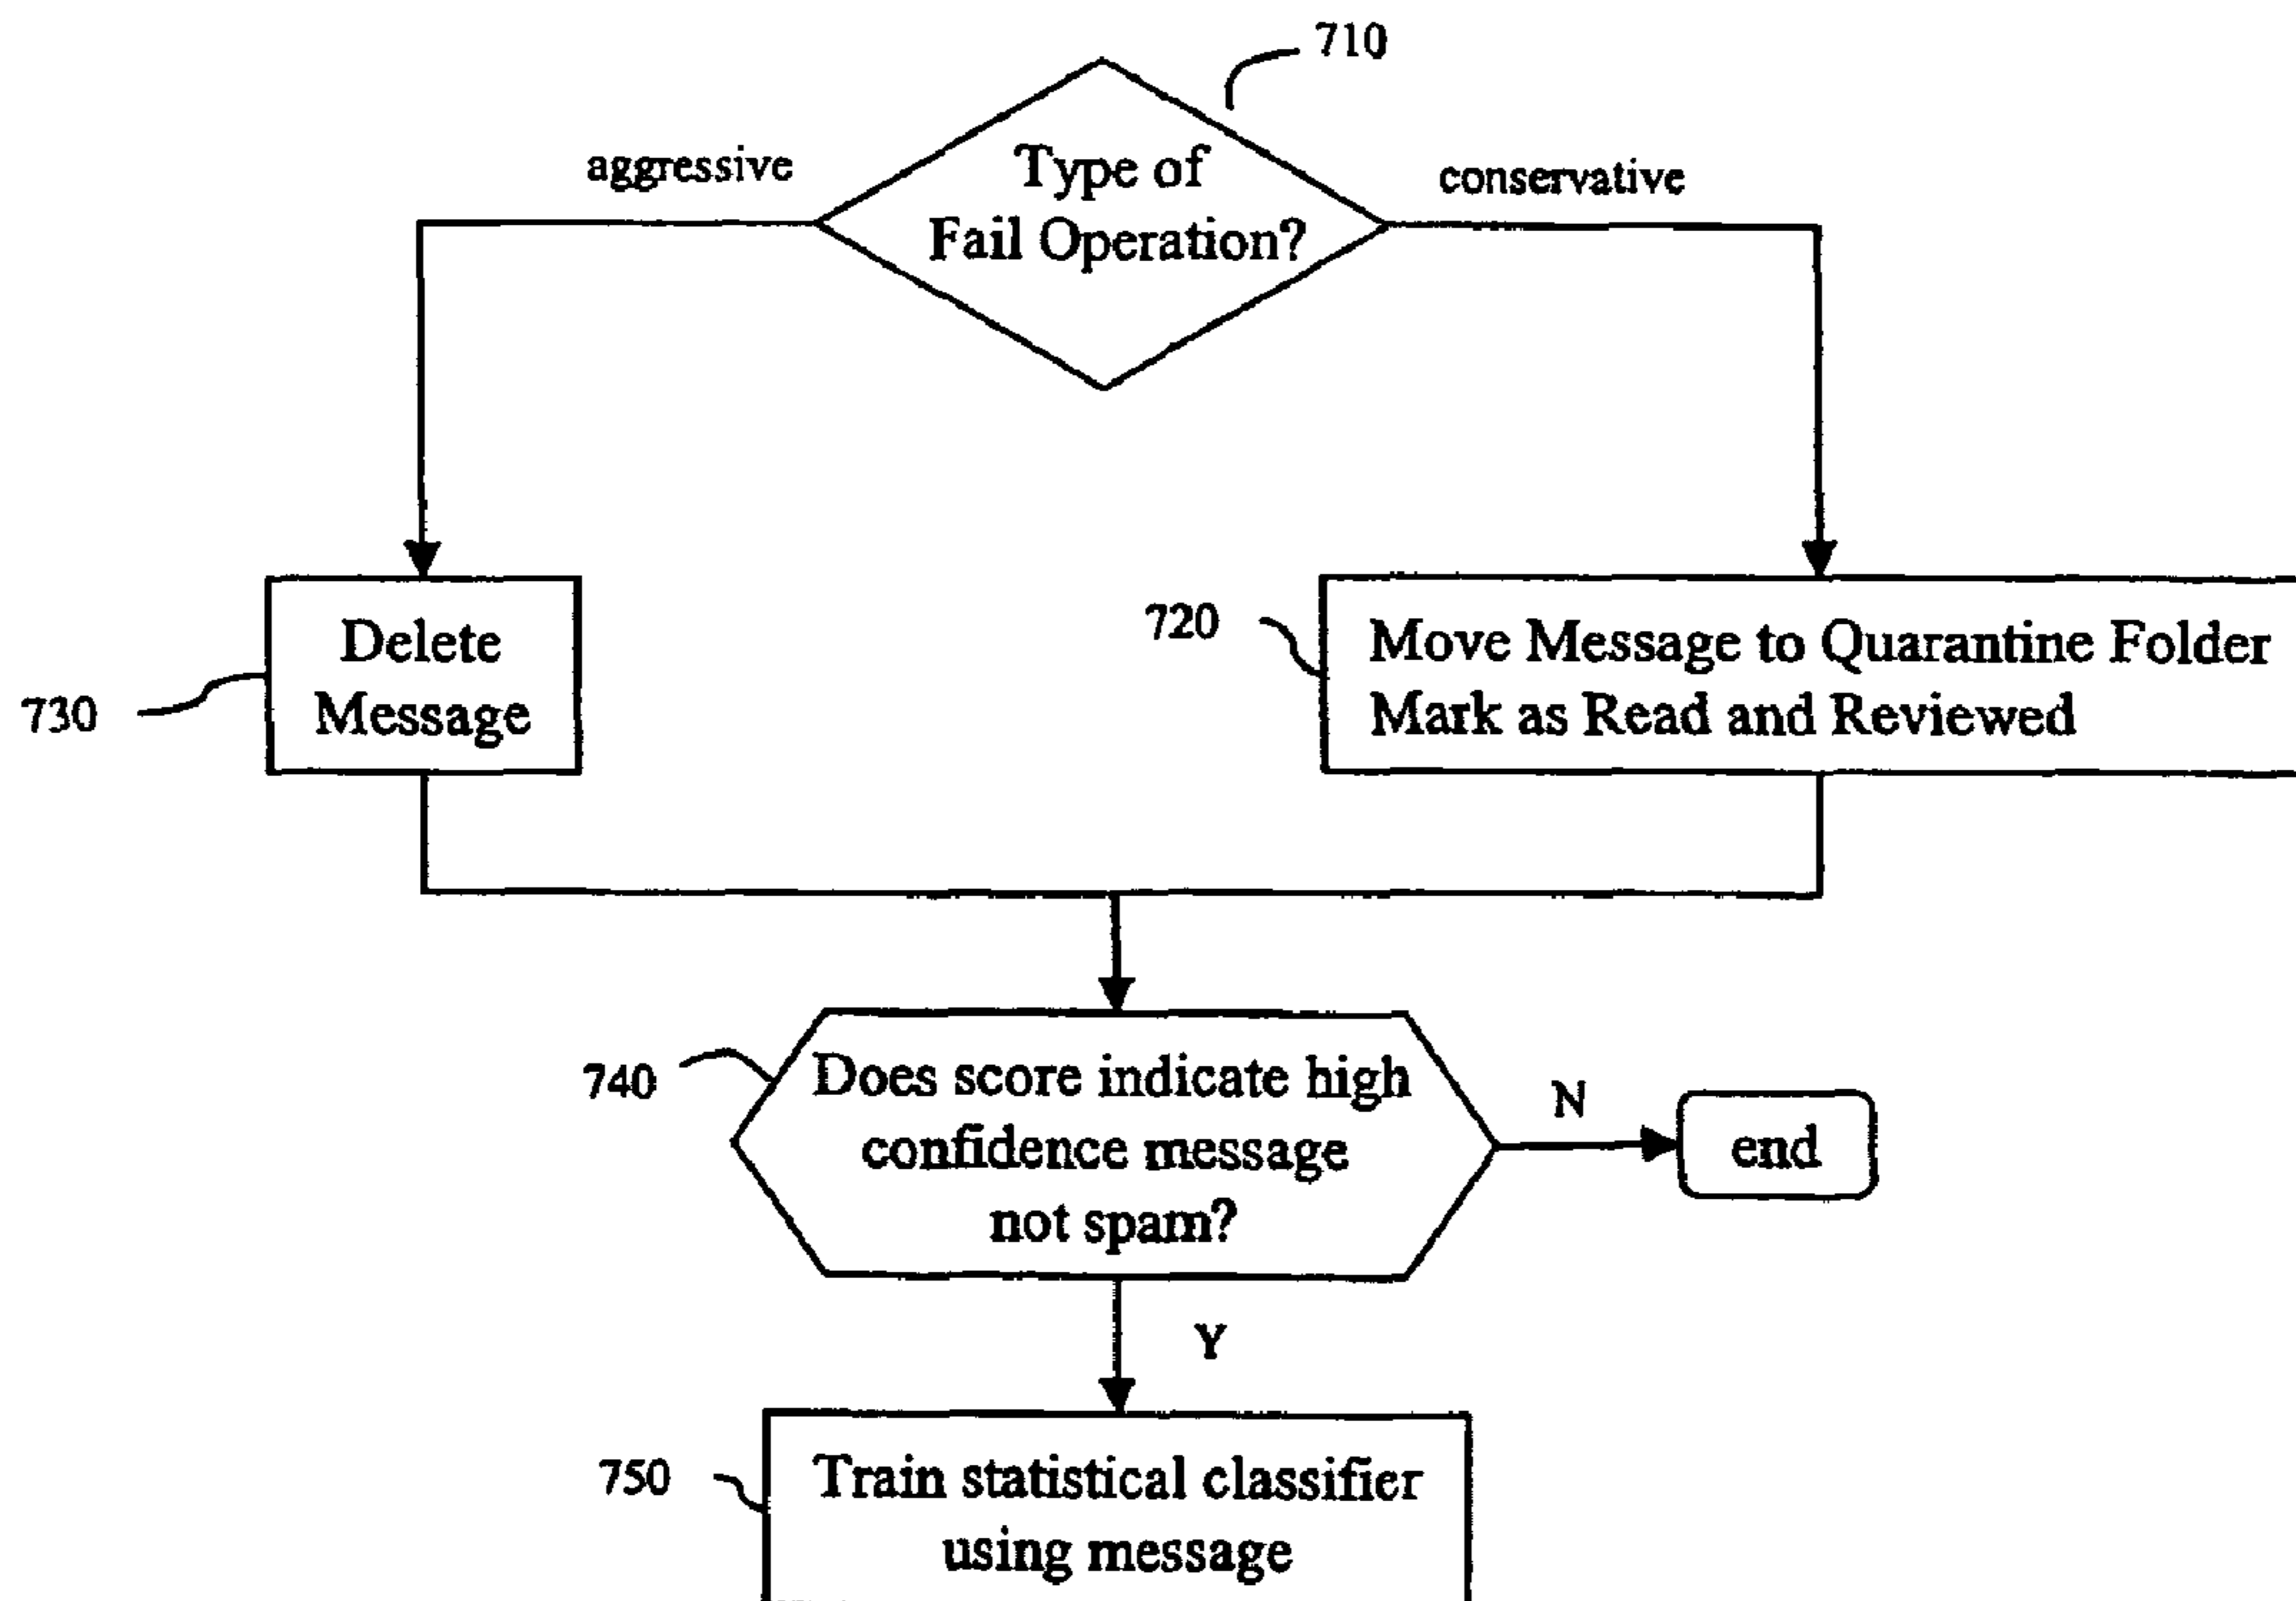 710
aggressive
Type of
Fail Operation?
conservative
730
Delete
Message
720
Move Message to Quarantine Folder
Mark as Read and Reviewed
740
Does score indicate high
confidence message
not spam?
N
end
Y
750
Train statistical classifier
using message